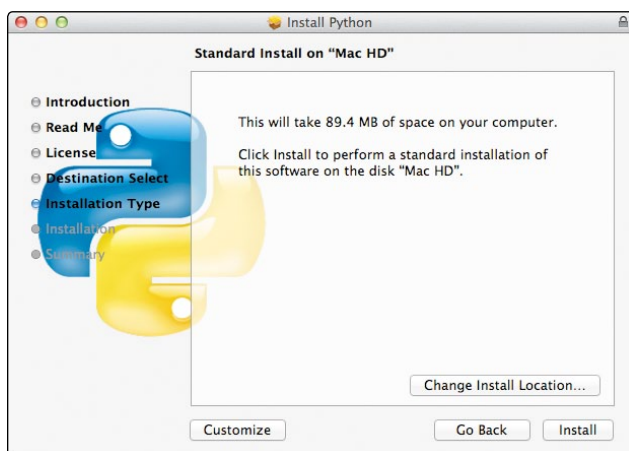 Install Python
Standard Install on “Mac HD”
Introduction
Read Me
License
Destination Select
Installation Type
Installation
Summary
This will take 89.4 MB of space on your computer.
Click Install to perform a standard installation of
this software on the disk “Mac HD”.
Change Install Location...
Customize
Go Back
Install